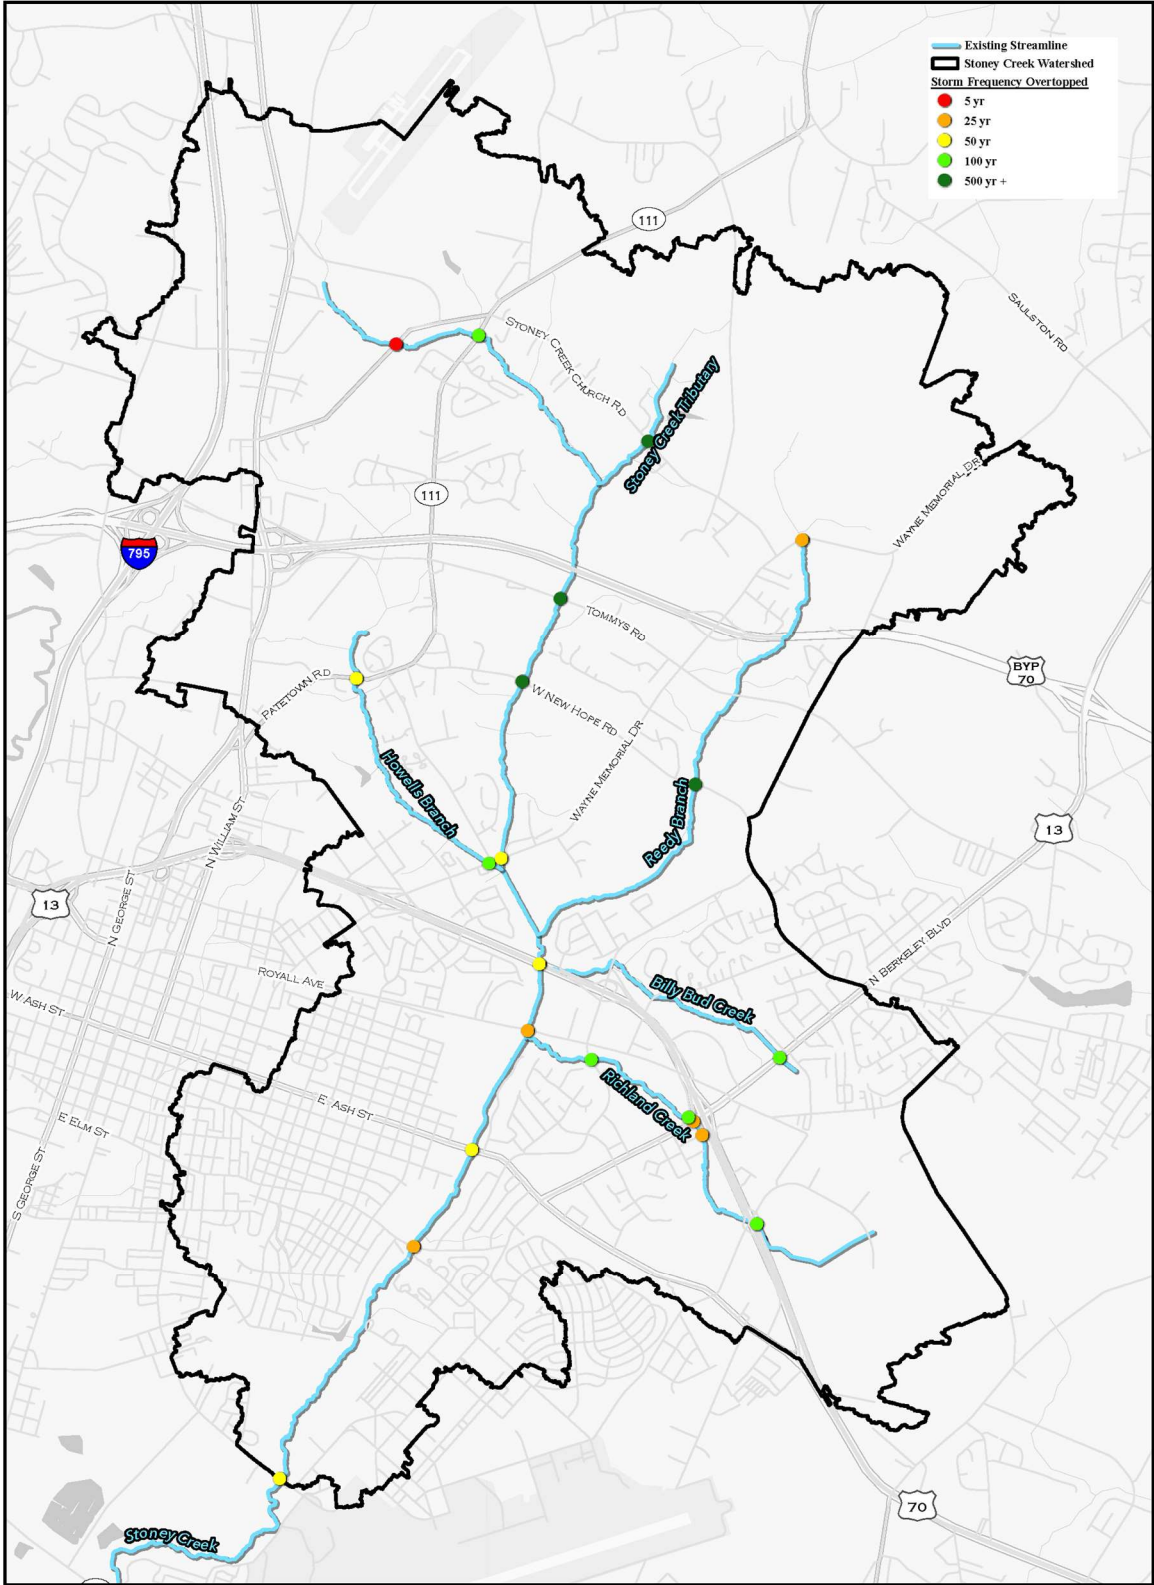 Existing Streamline
Stoney Creek Watershed
Storm Frequency Overtopped
5 yr
25 yr
50 yr
100 yr
500 yr +
111
SAULSTON RD
STONEY CREEK CHURCH RD
Stoney Creek Tributary
WAYNE MEMORIAL DR
111
795
TOMMYS RD
BYP
70
PATETOWN RD
W NEW HOPE RD
WAYNE MEMORIAL DR
Howells Branch
Reedy Branch
13
N WILLIAM ST
13
N GEORGE ST
N BERKELEY BLVD
ROYALL AVE
Billy Bud Creek
W ASH ST
Richland Creek
E ASH ST
E ELM ST
S GEORGE ST
70
Stoney Creek